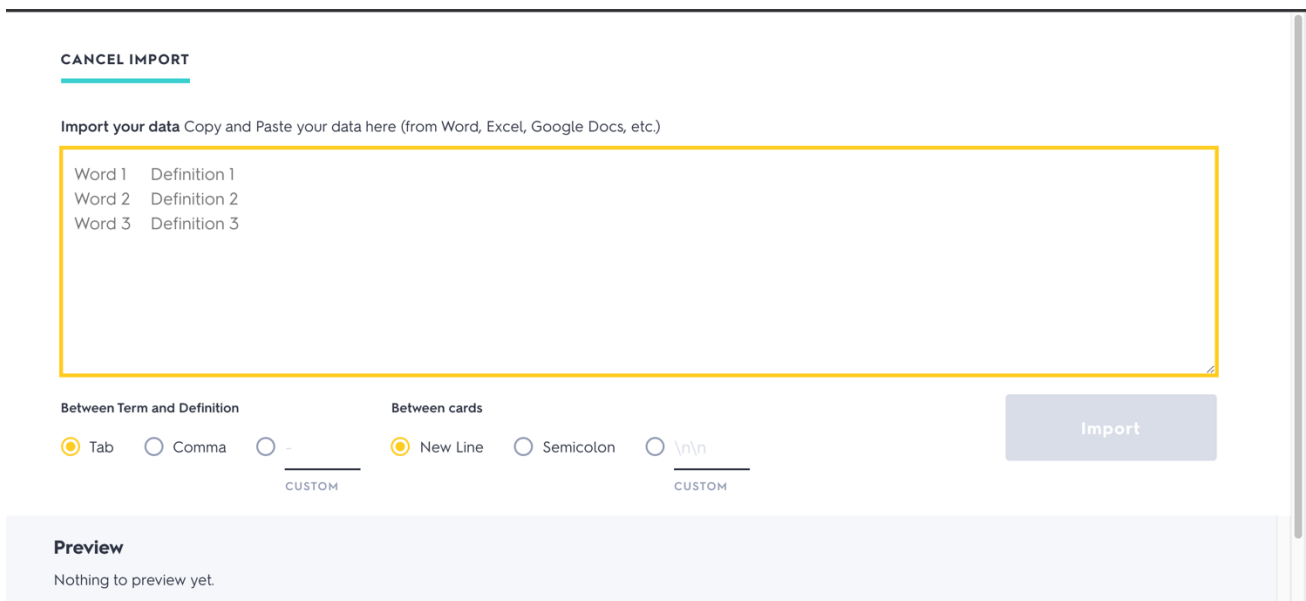 CANCEL IMPORT
Import your data Copy and Paste your data here (from Word, Excel, Google Docs, etc.)
Word 1 Definition 1
Word 2 Definition 2
Word 3 Definition 3
Between Term and Definition
Between cards
Tab Comma -
New Line Semicolon \n\n
CUSTOM
CUSTOM
Import
Preview
Nothing to preview yet.